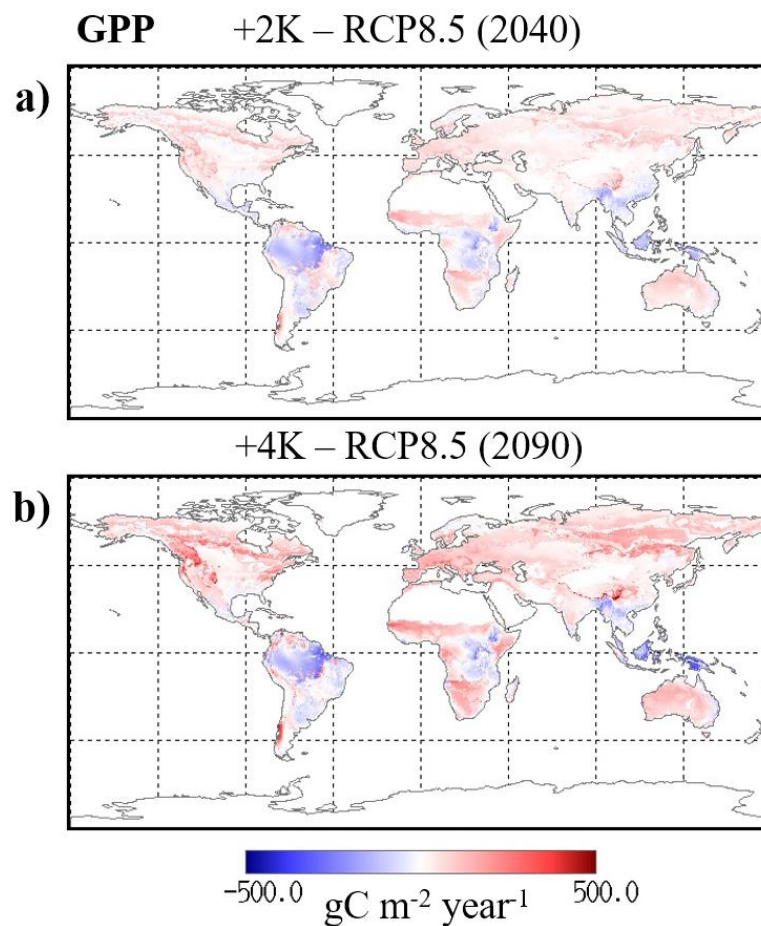 GPP +2K – RCP8.5 (2040)
a)
+4K – RCP8.5 (2090)
b)
-500.0 500.0
gC m⁻² year⁻¹